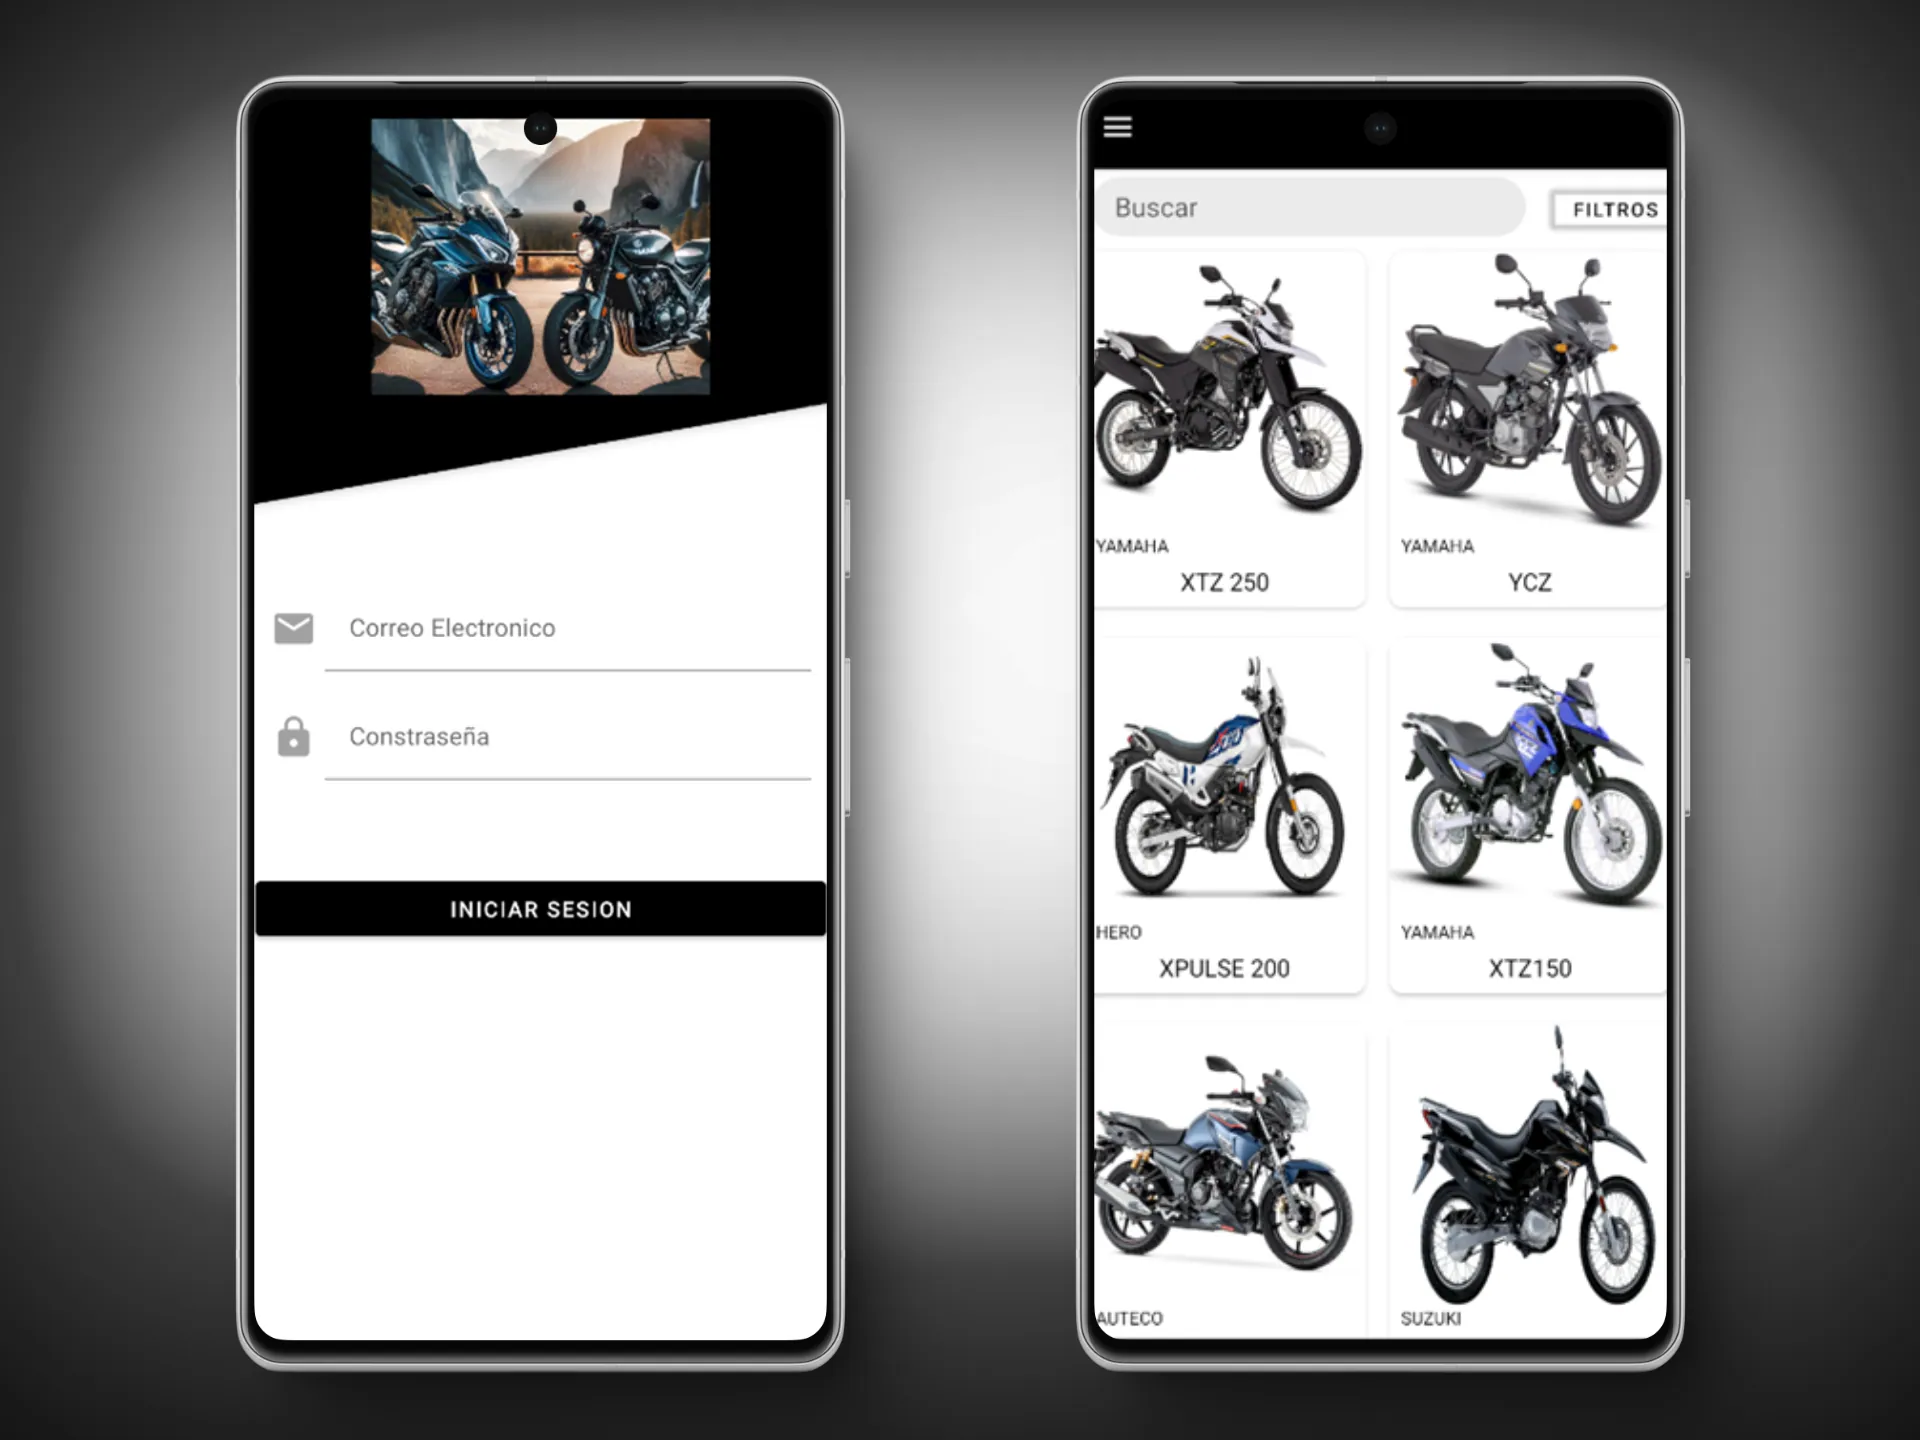 Correo Electronico
Constraseña
INICIAR SESION
Buscar
FILTROS
YAMAHA
XTZ 250
YAMAHA
YCZ
HERO
XPULSE 200
YAMAHA
XTZ150
AUTECO
SUZUKI